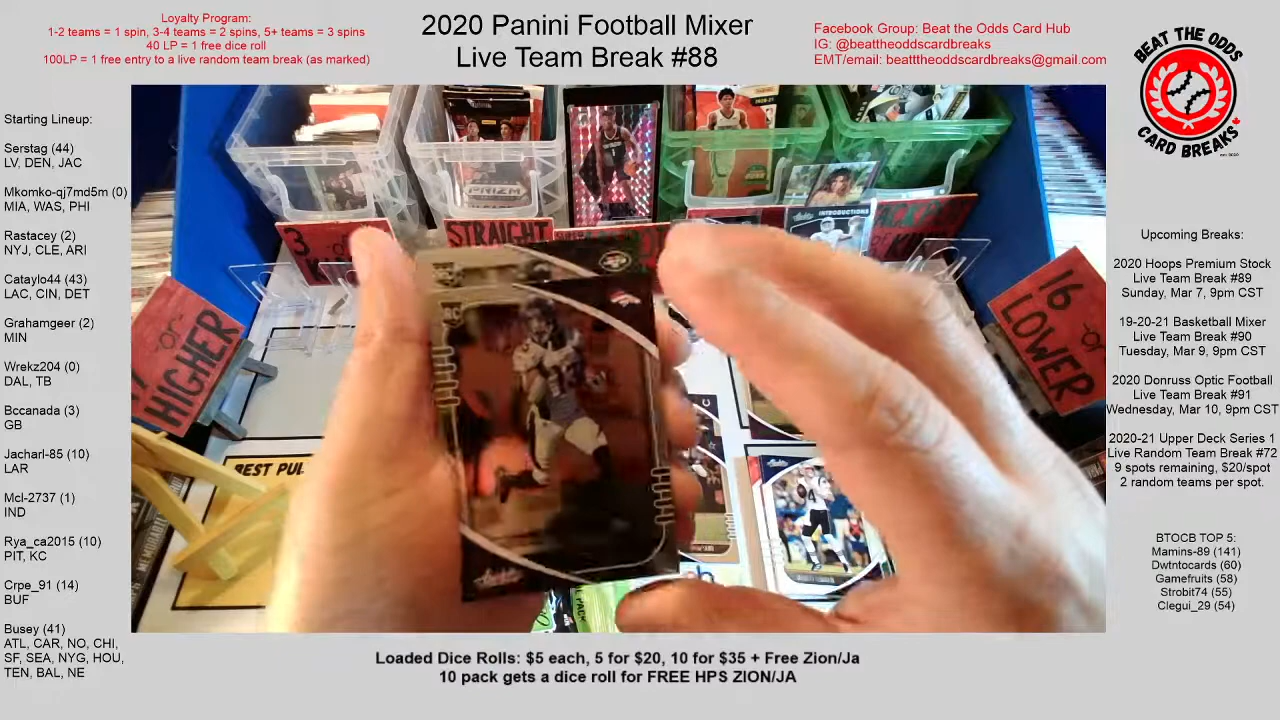 Loyalty Program:
1-2 teams = 1 spin, 3-4 teams = 2 spins, 5+ teams = 3 spins
40 LP = 1 free dice roll
100LP = 1 free entry to a live random team break (as marked)
2020 Panini Football Mixer
Live Team Break #88
Facebook Group: Beat the Odds Card Hub
IG: @beattheoddscardbreaks
EMT/email: beatttheoddscardbreaks@gmail.com
BEAT THE ODDS
CARD BREAKS
Starting Lineup:
Serstag (44)
LV, DEN, JAC
Mkomko-qj7md5m (0)
MIA, WAS, PHI
Rastacey (2)
NYJ, CLE, ARI
Cataylo44 (43)
LAC, CIN, DET
Grahamgeer (2)
MIN
Wrekz204 (0)
DAL, TB
Bccanada (3)
GB
Jachar_25 (10)
LAR
Mcl-2737 (1)
IND
Rya_ca2015 (10)
PIT, KC
Crpe_91 (14)
BUF
Busey (41)
ATL, CAR, NO, CHI,
SF, SEA, NYG, HOU,
TEN, BAL, NE
PRIZM
INTRODUCTIONS
3
STRAIGHT
or
HIGHER
16
or
LOWER
RC
BEST PU
PACK
Upcoming Breaks:
2020 Hoops Premium Stock
Live Team Break #89
Sunday, Mar 7, 9pm CST
19-20-21 Basketball Mixer
Live Team Break #90
Tuesday, Mar 9, 9pm CST
2020 Donruss Optic Football
Live Team Break #91
Wednesday, Mar 10, 9pm CST
2020-21 Upper Deck Series 1
Live Random Team Break #72
9 spots remaining, $20/spot
2 random teams per spot.
BTOCB TOP 5:
Mamins-89 (141)
Dwtntocards (60)
Gamefruits (58)
Strobit74 (55)
Clegui_29 (54)
Loaded Dice Rolls: $5 each, 5 for $20, 10 for $35 + Free Zion/Ja
10 pack gets a dice roll for FREE HPS ZION/JA